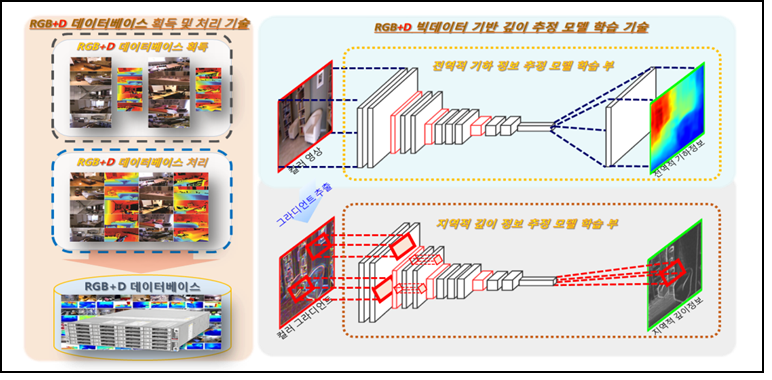 RGB+D 데이터베이스 획득 및 처리 기술
RGB+D 데이터베이스 획득
RGB+D 데이터베이스 처리
RGB+D 데이터베이스
RGB+D 빅데이터 기반 깊이 추정 모델 학습 기술
전역적 기하 정보 추정 모델 학습 부
컬러 영상
전역적 기하정보
그라디언트 추출
지역적 깊이 정보 추정 모델 학습 부
컬러 그라디언트
지역적 깊이정보